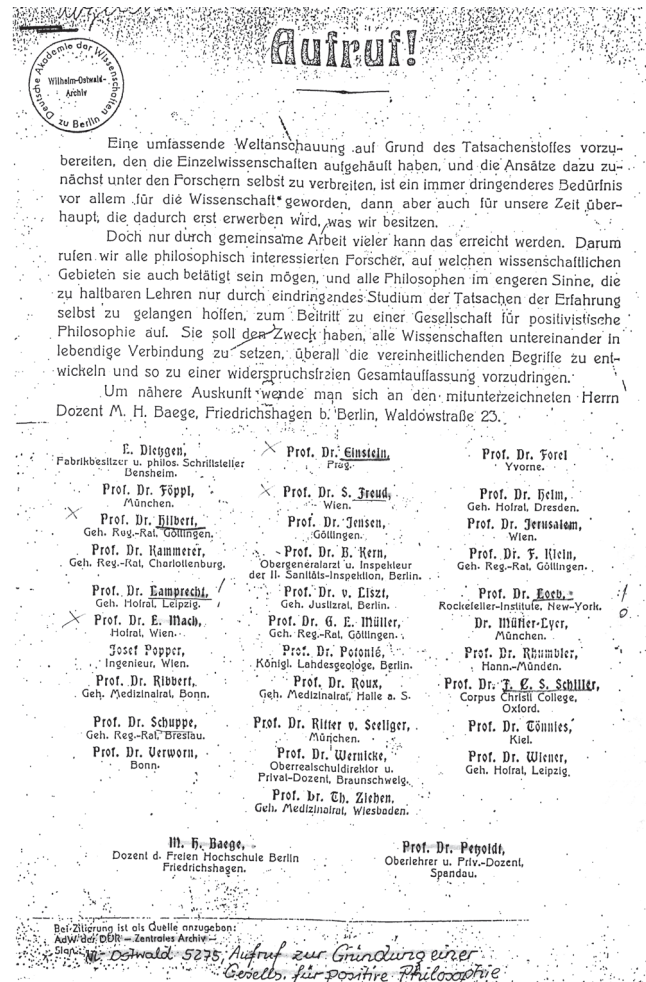 Deutsche Akademie der Wissenschaften zu Berlin
Wilhelm-Ostwald-
Archiv
Aufruf!
Eine umfassende Weltanschauung auf Grund des Tatsachenstoffes vorzu-
bereiten, den die Einzelwissenschaften aufgehäuft haben, und die Ansätze dazu zu-
nächst unter den Forschern selbst zu verbreiten, ist ein immer dringenderes Bedürfnis
vor allem für die Wissenschaft geworden, dann aber auch für unsere Zeit über-
haupt, die dadurch erst erwerben wird, was wir besitzen.
Doch nur durch gemeinsame Arbeit vieler kann das erreicht werden. Darum
rufen wir alle philosophisch interessierten Forscher, auf welchen wissenschaftlichen
Gebieten sie auch betätigt sein mögen, und alle Philosophen im engeren Sinne, die
zu haltbaren Lehren nur durch eindringendes Studium der Tatsachen der Erfahrung
selbst zu gelangen hoffen, zum Beitritt zu einer Gesellschaft für positivistische
Philosophie auf. Sie soll den Zweck haben, alle Wissenschaften untereinander in
lebendige Verbindung zu setzen, überall die vereinheitlichenden Begriffe zu ent-
wickeln und so zu einer widerspruchsfreien Gesamtauffassung vorzudringen.
Um nähere Auskunft wende man sich an den mitunterzeichneten Herrn
Dozent M. H. Baege, Friedrichshagen b. Berlin, Waldowstraße 23.
E. Dietzgen,
Fabrikbesitzer u. philos. Schriftsteller
Bensheim.
Prof. Dr. Einstein,
Prag.
Prof. Dr. Forel
Yvorne.
Prof. Dr. Föppl,
München.
Prof. Dr. S. Freud,
Wien.
Prof. Dr. Helm,
Geh. Hofrat, Dresden.
Prof. Dr. Hilbert,
Geh. Reg.-Rat, Göttingen.
Prof. Dr. Jensen,
Göttingen.
Prof. Dr. Jerusalem,
Wien.
Prof. Dr. Kammerer,
Geh. Reg.-Rat, Charlottenburg.
Prof. Dr. B. Kern,
Obergeneralarzt u. Inspekteur
der II. Sanitäts-Inspektion, Berlin.
Prof. Dr. F. Klein,
Geh. Reg.-Rat, Göttingen.
Prof. Dr. Lamprecht,
Geh. Hofrat, Leipzig.
Prof. Dr. v. Liszt,
Geh. Justizrat, Berlin.
Prof. Dr. Loeb,
Rockefeller-Institute, New-York.
Prof. Dr. E. Mach,
Hofrat, Wien.
Prof. Dr. G. E. Müller,
Geh. Reg.-Rat, Göttingen.
Dr. Müller-Lyer,
München.
Josef Popper,
Ingenieur, Wien.
Prof. Dr. Potonié,
Königl. Landesgeologe, Berlin.
Prof. Dr. Rhumbler,
Hann.-Münden.
Prof. Dr. Ribbert,
Geh. Medizinalrat, Bonn.
Prof. Dr. Roux,
Geh. Medizinalrat, Halle a. S.
Prof. Dr. F. C. S. Schiller,
Corpus Christi College,
Oxford.
Prof. Dr. Schuppe,
Geh. Reg.-Rat, Breslau.
Prof. Dr. Ritter v. Seeliger,
München.
Prof. Dr. Tönnies,
Kiel.
Prof. Dr. Verworn,
Bonn.
Prof. Dr. Wernicke,
Oberrealschuldirektor u.
Privat-Dozent, Braunschweig.
Prof. Dr. Wiener,
Geh. Hofrat, Leipzig.
Prof. Dr. Th. Ziehen,
Geh. Medizinalrat, Wiesbaden.
M. H. Baege,
Dozent d. Freien Hochschule Berlin
Friedrichshagen.
Prof. Dr. Petzoldt,
Oberlehrer u. Priv.-Dozent,
Spandau.
Bei Zitierung ist als Quelle anzugeben:
AdW der DDR – Zentrales Archiv –
NL Ostwald 5275, Aufruf zur Gründung einer
Gesells. für positive Philosophie